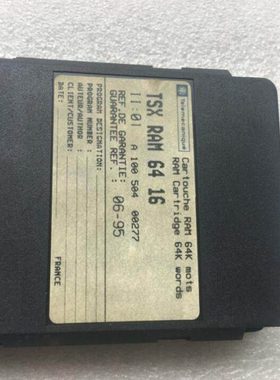 Telemecanique
Cartouche RAM 64K mots
RAM Cartridge 64K words
TSX RAM 64 16
11:01 A 100 504 00277
REF.DE GARANTIE:
GUARANTEE REF :
06-95
PROGRAM DESIGNATION:
PROGRAM NUMBER :
AUTEUR/AUTHOR:
CLIENT/CUSTOMER:
DATE:
FRANCE